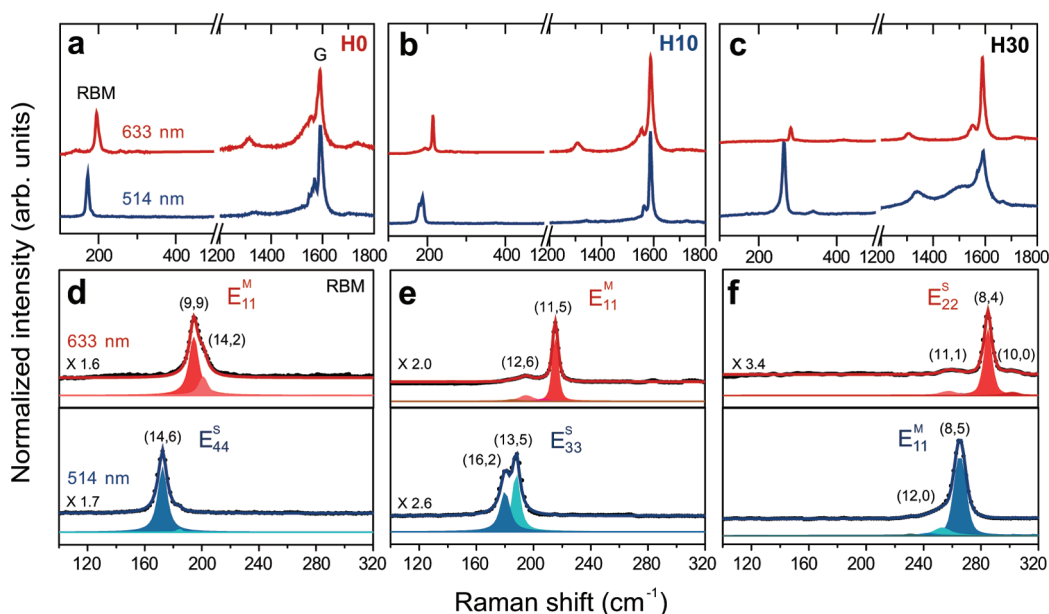 Normalized intensity (arb. units)
a
H0
RBM
G
633 nm
514 nm
200 400 1200 1400 1600 1800
b
H10
200 400 1200 1400 1600 1800
c
H30
200 400 1200 1400 1600 1800
d
E₁₁ᴹ
RBM
(9,9)
(14,2)
633 nm
X 1.6
(14,6)
E₄₄ˢ
514 nm
X 1.7
120 160 200 240 280 320
e
E₁₁ᴹ
(11,5)
(12,6)
X 2.0
(13,5)
E₃₃ˢ
(16,2)
X 2.6
120 160 200 240 280 320
f
E₂₂ˢ
(8,4)
(11,1)
(10,0)
X 3.4
(8,5)
E₁₁ᴹ
(12,0)
120 160 200 240 280 320
Raman shift (cm⁻¹)